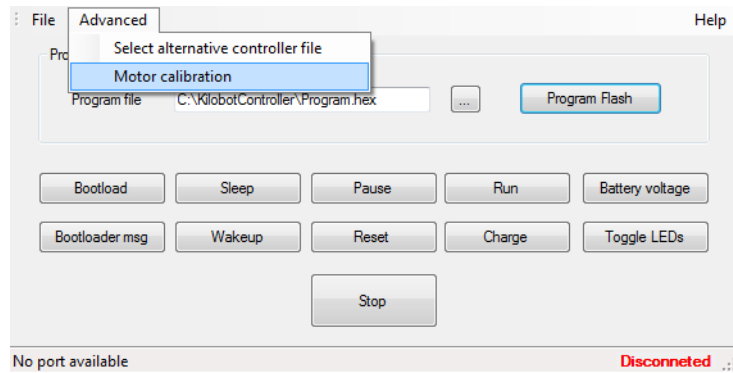 File Advanced Help
Select alternative controller file
Motor calibration
Program file C:\KilobotController\Program.hex ... Program Flash
Bootload Sleep Pause Run Battery voltage
Bootloader msg Wakeup Reset Charge Toggle LEDs
Stop
No port available Disconneted